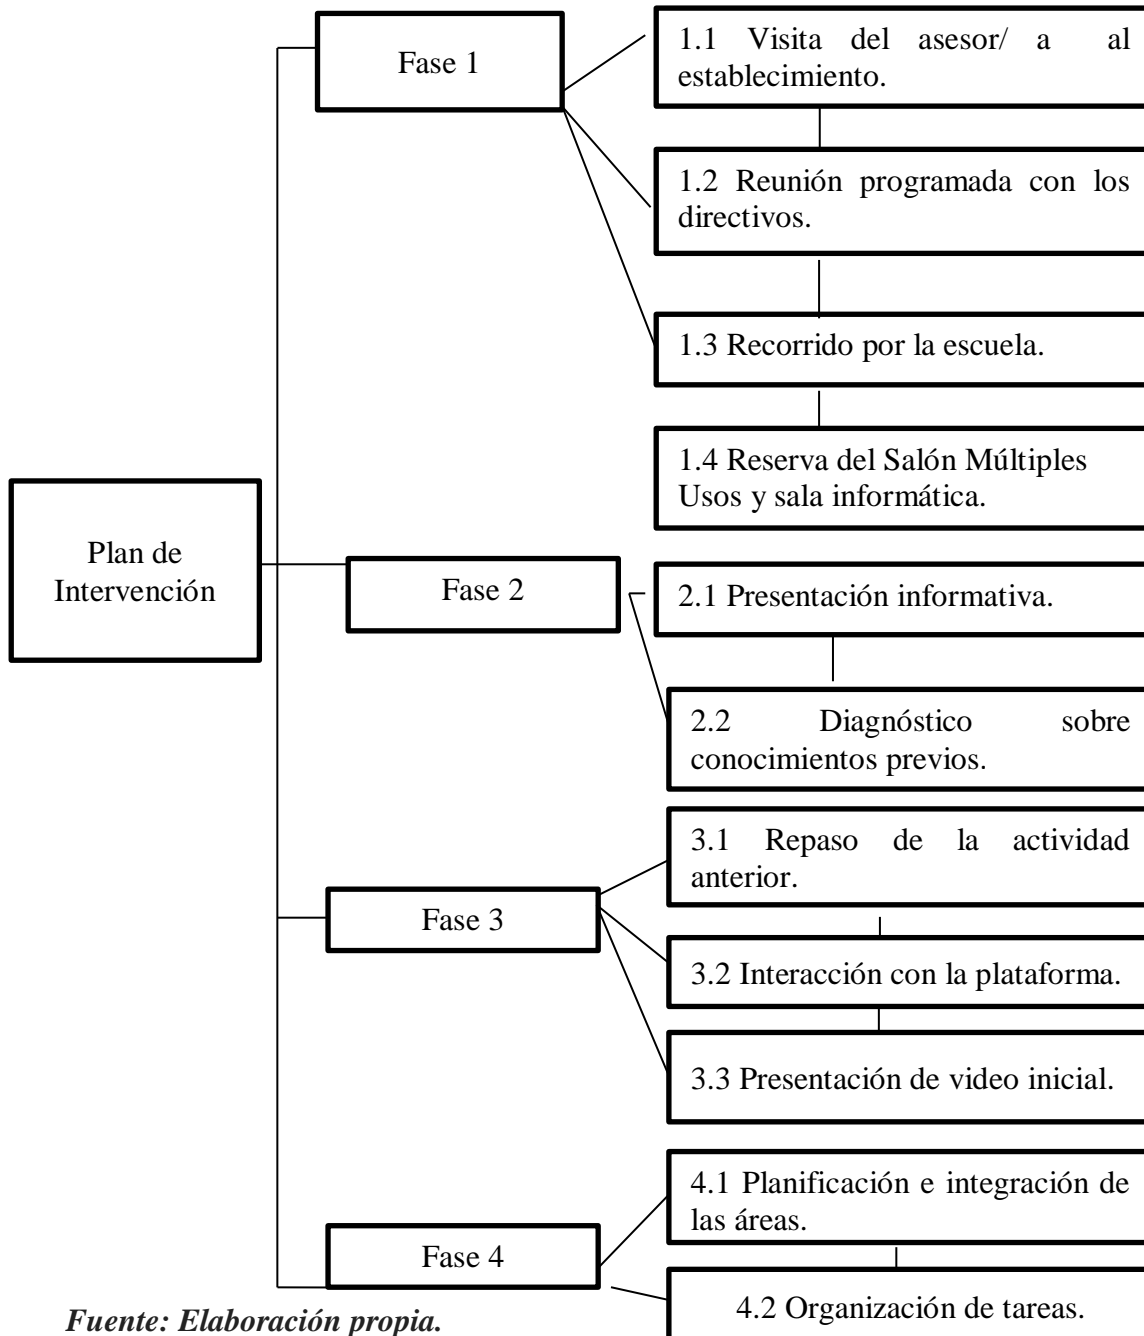 Plan de
Intervención
Fase 1
1.1 Visita del asesor/ a al
establecimiento.
1.2 Reunión programada con los
directivos.
1.3 Recorrido por la escuela.
1.4 Reserva del Salón Múltiples
Usos y sala informática.
Fase 2
2.1 Presentación informativa.
2.2 Diagnóstico sobre
conocimientos previos.
Fase 3
3.1 Repaso de la actividad
anterior.
3.2 Interacción con la plataforma.
3.3 Presentación de video inicial.
Fase 4
4.1 Planificación e integración de
las áreas.
4.2 Organización de tareas.
Fuente: Elaboración propia.